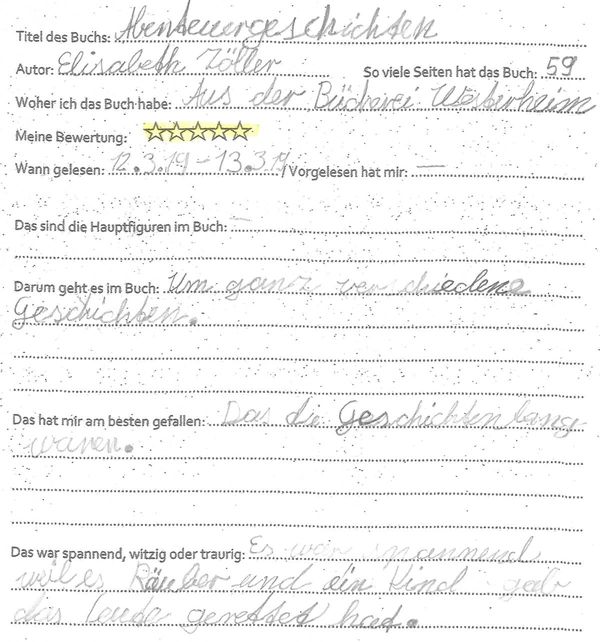 Titel des Buchs: Abenteuergeschichten
Autor: Elisabeth Zöller So viele Seiten hat das Buch: 59
Woher ich das Buch habe: Aus der Bücherei Westerheim
Meine Bewertung: ☆☆☆☆☆
Wann gelesen: 12.3.19 - 13.3.19 / Vorgelesen hat mir: —
Das sind die Hauptfiguren im Buch: —
Darum geht es im Buch: Um ganz verschiedene
Geschichten.
Das hat mir am besten gefallen: Das die Geschichten lang
waren.
Das war spannend, witzig oder traurig: Es war spannend
weil es Räuber und ein Kind gab
das Leute gerettet hat.